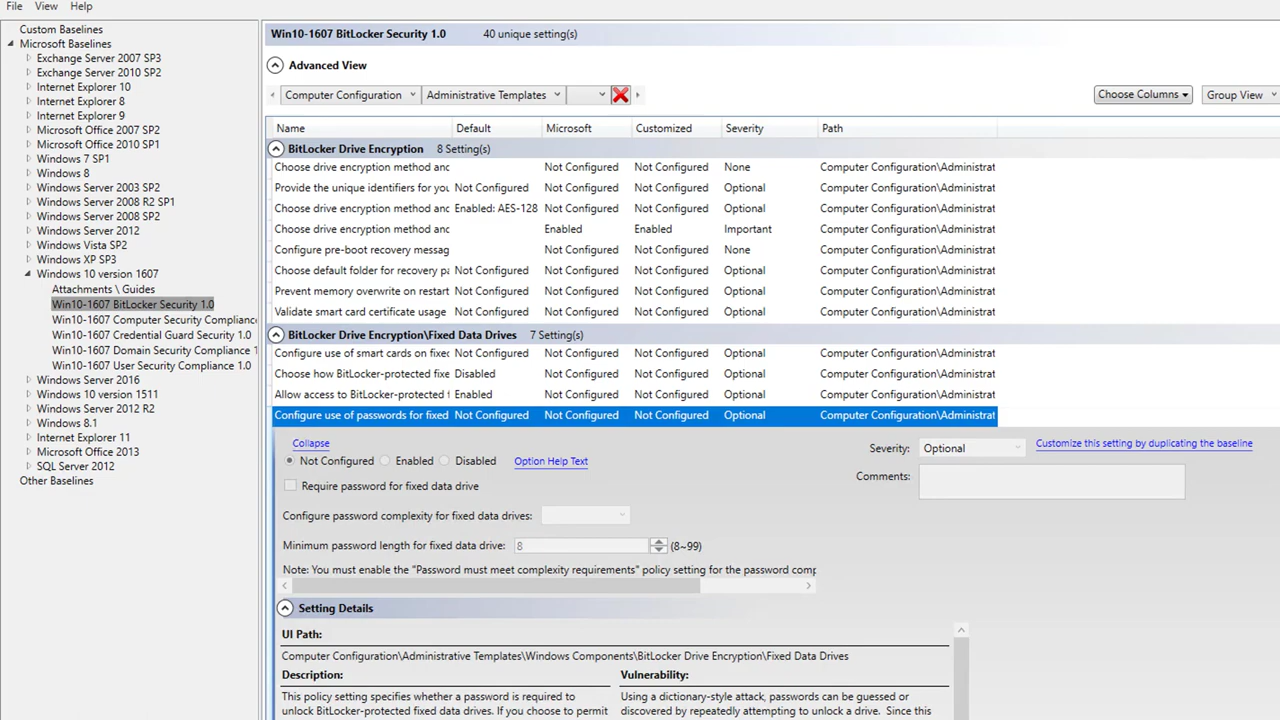 File View Help
Custom Baselines
Microsoft Baselines
Exchange Server 2007 SP3
Exchange Server 2010 SP2
Internet Explorer 10
Internet Explorer 8
Internet Explorer 9
Microsoft Office 2007 SP2
Microsoft Office 2010 SP1
Windows 7 SP1
Windows 8
Windows Server 2003 SP2
Windows Server 2008 R2 SP1
Windows Server 2008 SP2
Windows Server 2012
Windows Vista SP2
Windows XP SP3
Windows 10 version 1607
Attachments \ Guides
Win10-1607 BitLocker Security 1.0
Win10-1607 Computer Security Compliance
Win10-1607 Credential Guard Security 1.0
Win10-1607 Domain Security Compliance 1
Win10-1607 User Security Compliance 1.0
Windows Server 2016
Windows 10 version 1511
Windows Server 2012 R2
Windows 8.1
Internet Explorer 11
Microsoft Office 2013
SQL Server 2012
Other Baselines
Win10-1607 BitLocker Security 1.0 40 unique setting(s)
Advanced View
Computer Configuration Administrative Templates Choose Columns Group View
Name Default Microsoft Customized Severity Path
BitLocker Drive Encryption 8 Setting(s)
Choose drive encryption method and Not Configured Not Configured None Computer Configuration\Administrat
Provide the unique identifiers for you Not Configured Not Configured Not Configured Optional Computer Configuration\Administrat
Choose drive encryption method and Enabled: AES-128 Not Configured Not Configured Optional Computer Configuration\Administrat
Choose drive encryption method and Enabled Enabled Important Computer Configuration\Administrat
Configure pre-boot recovery messag Not Configured Not Configured None Computer Configuration\Administrat
Choose default folder for recovery pa Not Configured Not Configured Not Configured Optional Computer Configuration\Administrat
Prevent memory overwrite on restart Not Configured Not Configured Not Configured Optional Computer Configuration\Administrat
Validate smart card certificate usage Not Configured Not Configured Not Configured Optional Computer Configuration\Administrat
BitLocker Drive Encryption\Fixed Data Drives 7 Setting(s)
Configure use of smart cards on fixed Not Configured Not Configured Not Configured Optional Computer Configuration\Administrat
Choose how BitLocker-protected fixe Disabled Not Configured Not Configured Optional Computer Configuration\Administrat
Allow access to BitLocker-protected f Enabled Not Configured Not Configured Optional Computer Configuration\Administrat
Configure use of passwords for fixed Not Configured Not Configured Not Configured Optional Computer Configuration\Administrat
Collapse Severity: Optional Customize this setting by duplicating the baseline
Not Configured Enabled Disabled Option Help Text
Comments:
Require password for fixed data drive
Configure password complexity for fixed data drives:
Minimum password length for fixed data drive: 8 (8~99)
Note: You must enable the "Password must meet complexity requirements" policy setting for the password comp
Setting Details
UI Path:
Computer Configuration\Administrative Templates\Windows Components\BitLocker Drive Encryption\Fixed Data Drives
Description: Vulnerability:
This policy setting specifies whether a password is required to Using a dictionary-style attack, passwords can be guessed or
unlock BitLocker-protected fixed data drives. If you choose to permit discovered by repeatedly attempting to unlock a drive. Since this